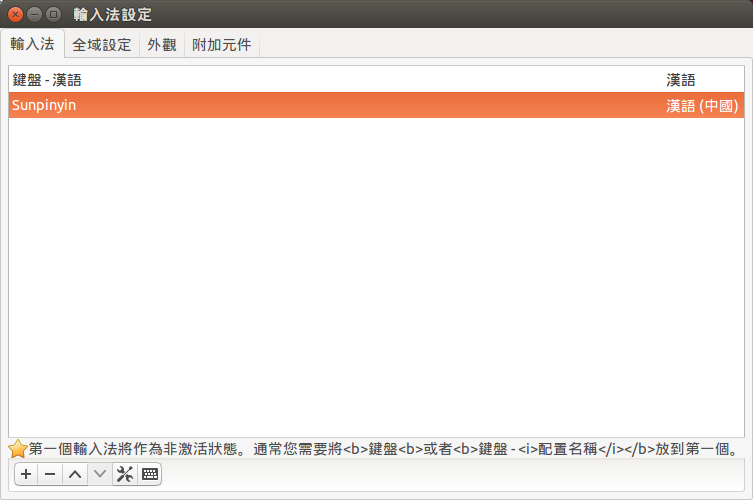 輸入法設定
輸入法 全域設定 外觀 附加元件
鍵盤 - 漢語 漢語
Sunpinyin 漢語 (中國)
第一個輸入法將作為非激活狀態。通常您需要將<b>鍵盤<b>或者<b>鍵盤 - <i>配置名稱</i></b>放到第一個。